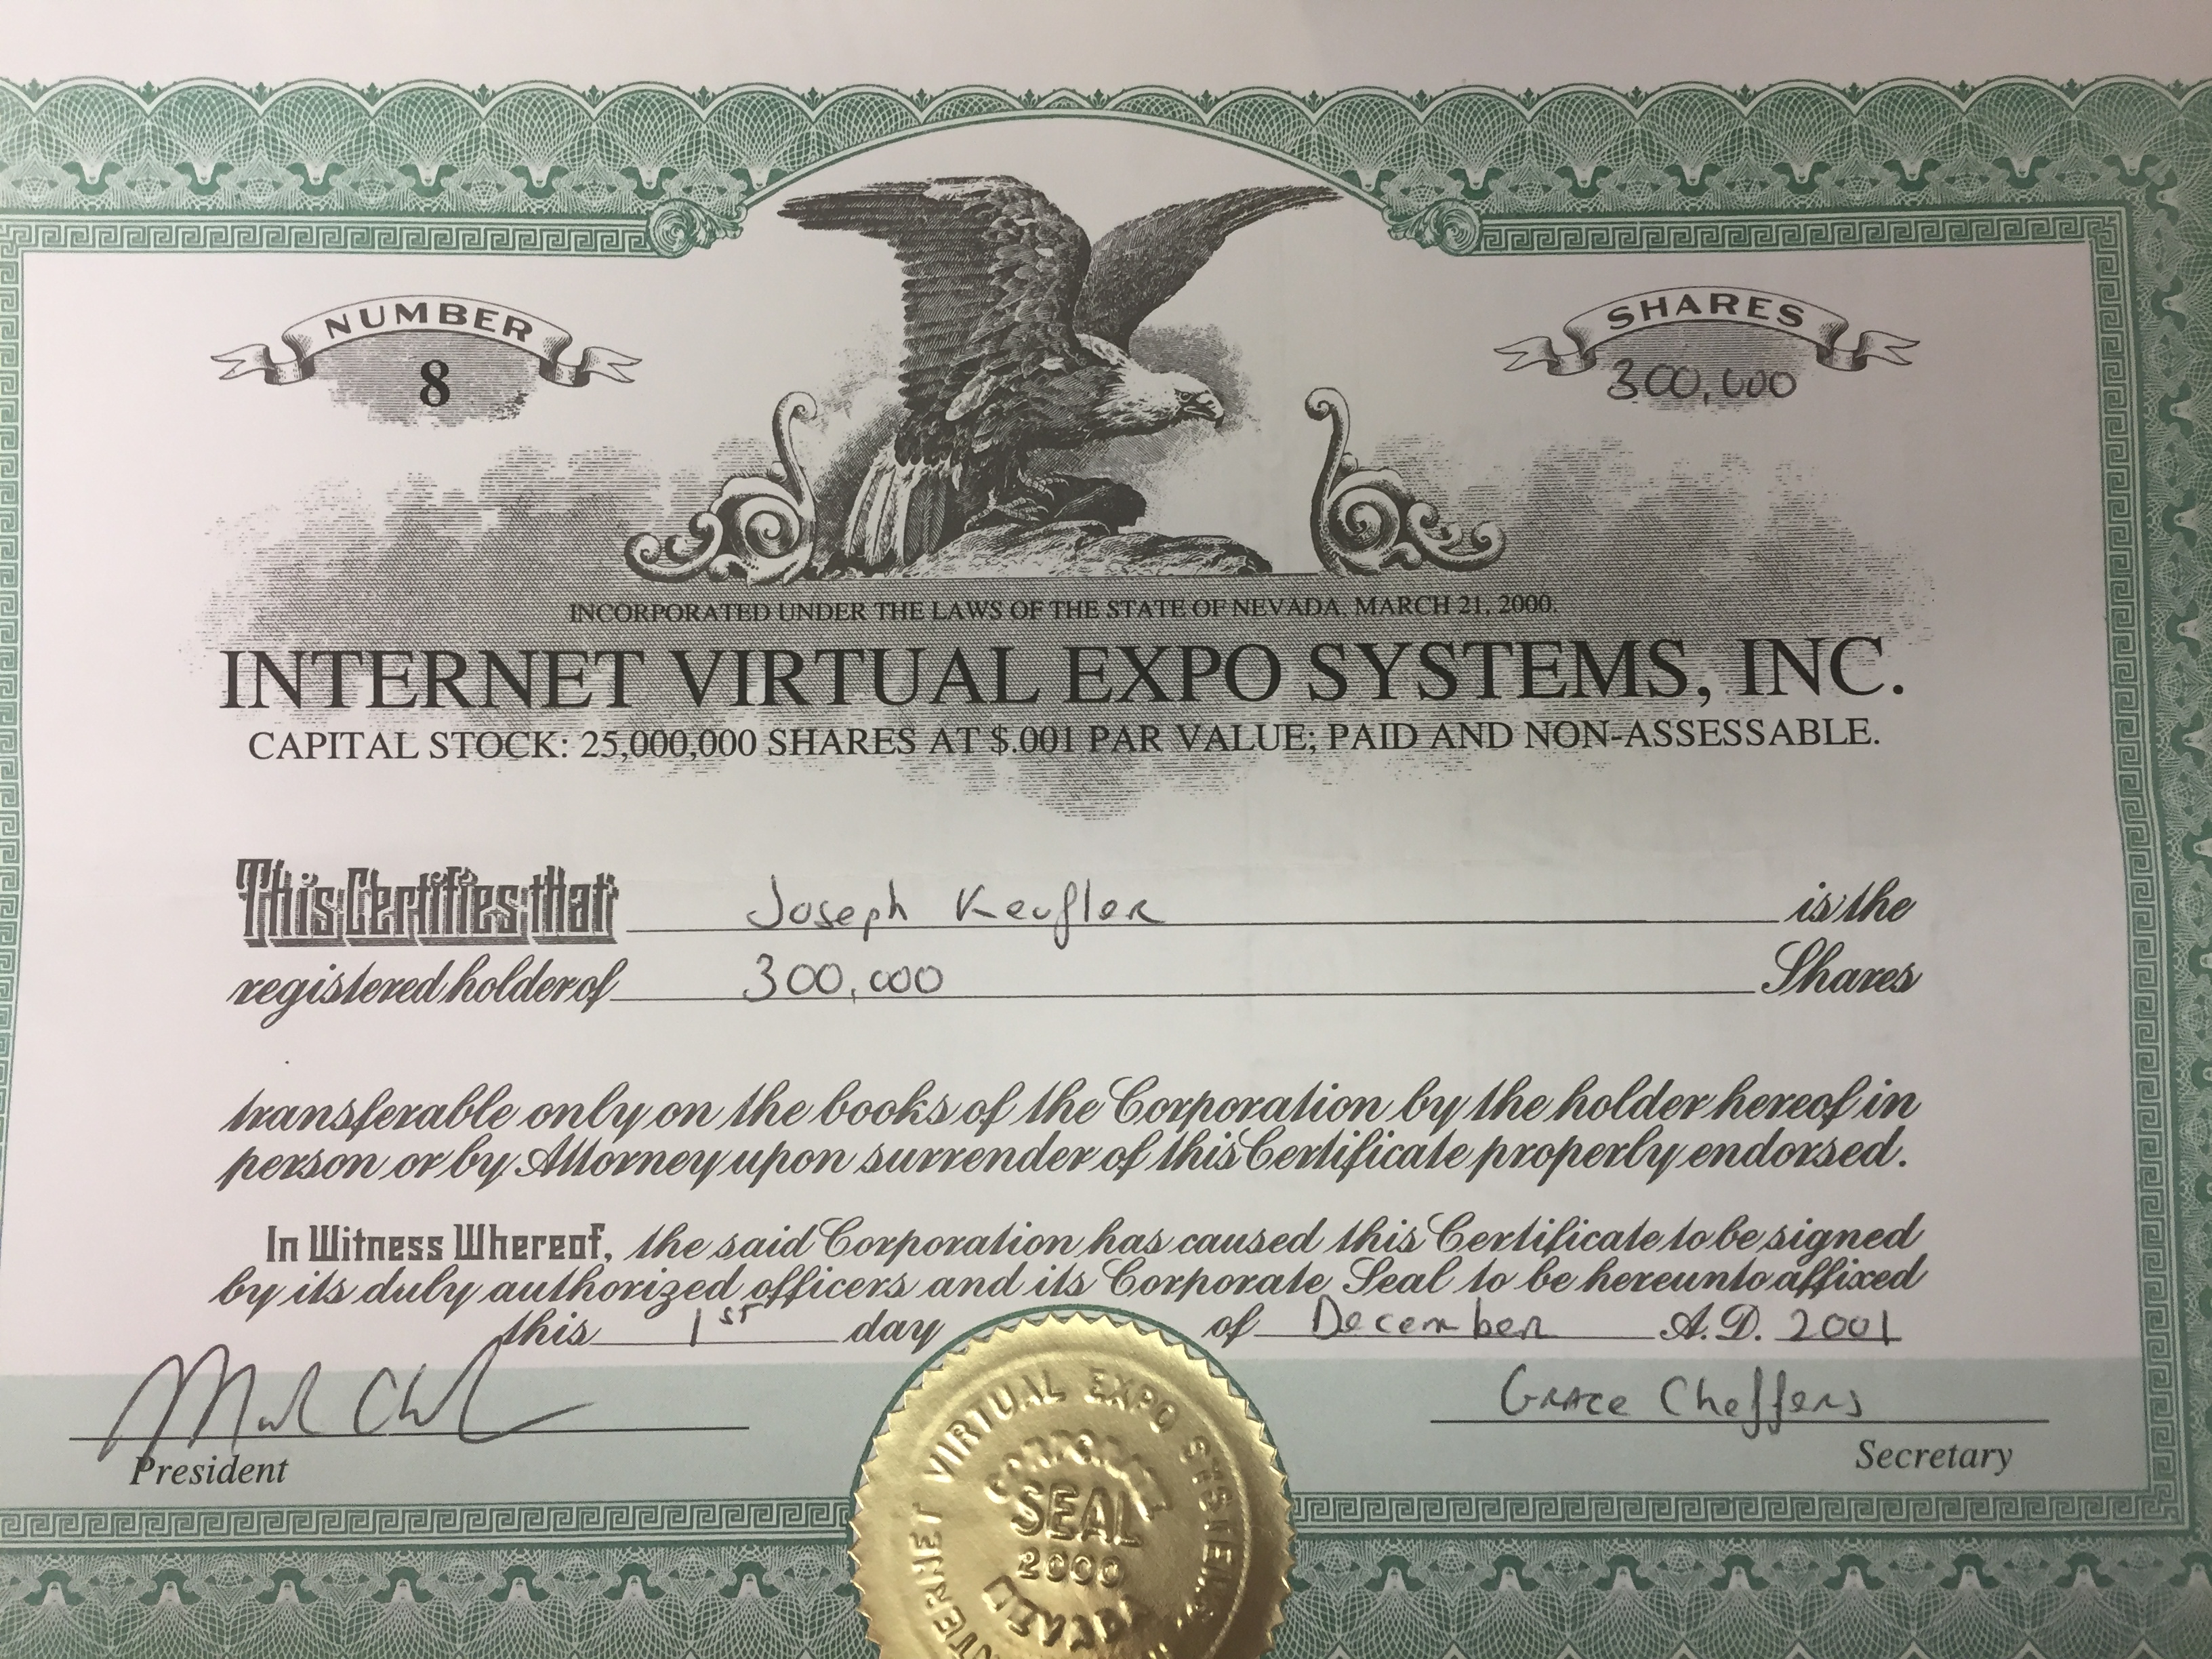 NUMBER
8
SHARES
300,000
INCORPORATED UNDER THE LAWS OF THE STATE OF NEVADA, MARCH 21, 2000.
INTERNET VIRTUAL EXPO SYSTEMS, INC.
CAPITAL STOCK: 25,000,000 SHARES AT $.001 PAR VALUE; PAID AND NON-ASSESSABLE.
This Certifies that Joseph Keufler is the
registered holder of 300,000 Shares
transferable only on the books of the Corporation by the holder hereof in
person or by Attorney upon surrender of this Certificate properly endorsed.
In Witness Whereof, the said Corporation has caused this Certificate to be signed
by its duly authorized officers and its Corporate Seal to be hereunto affixed
this 1ST day of December A.D. 2001
Grace Cheffers
President
Secretary
INTERNET VIRTUAL EXPO SYSTEMS, 
CORPORATE
SEAL
2000
NEVADA